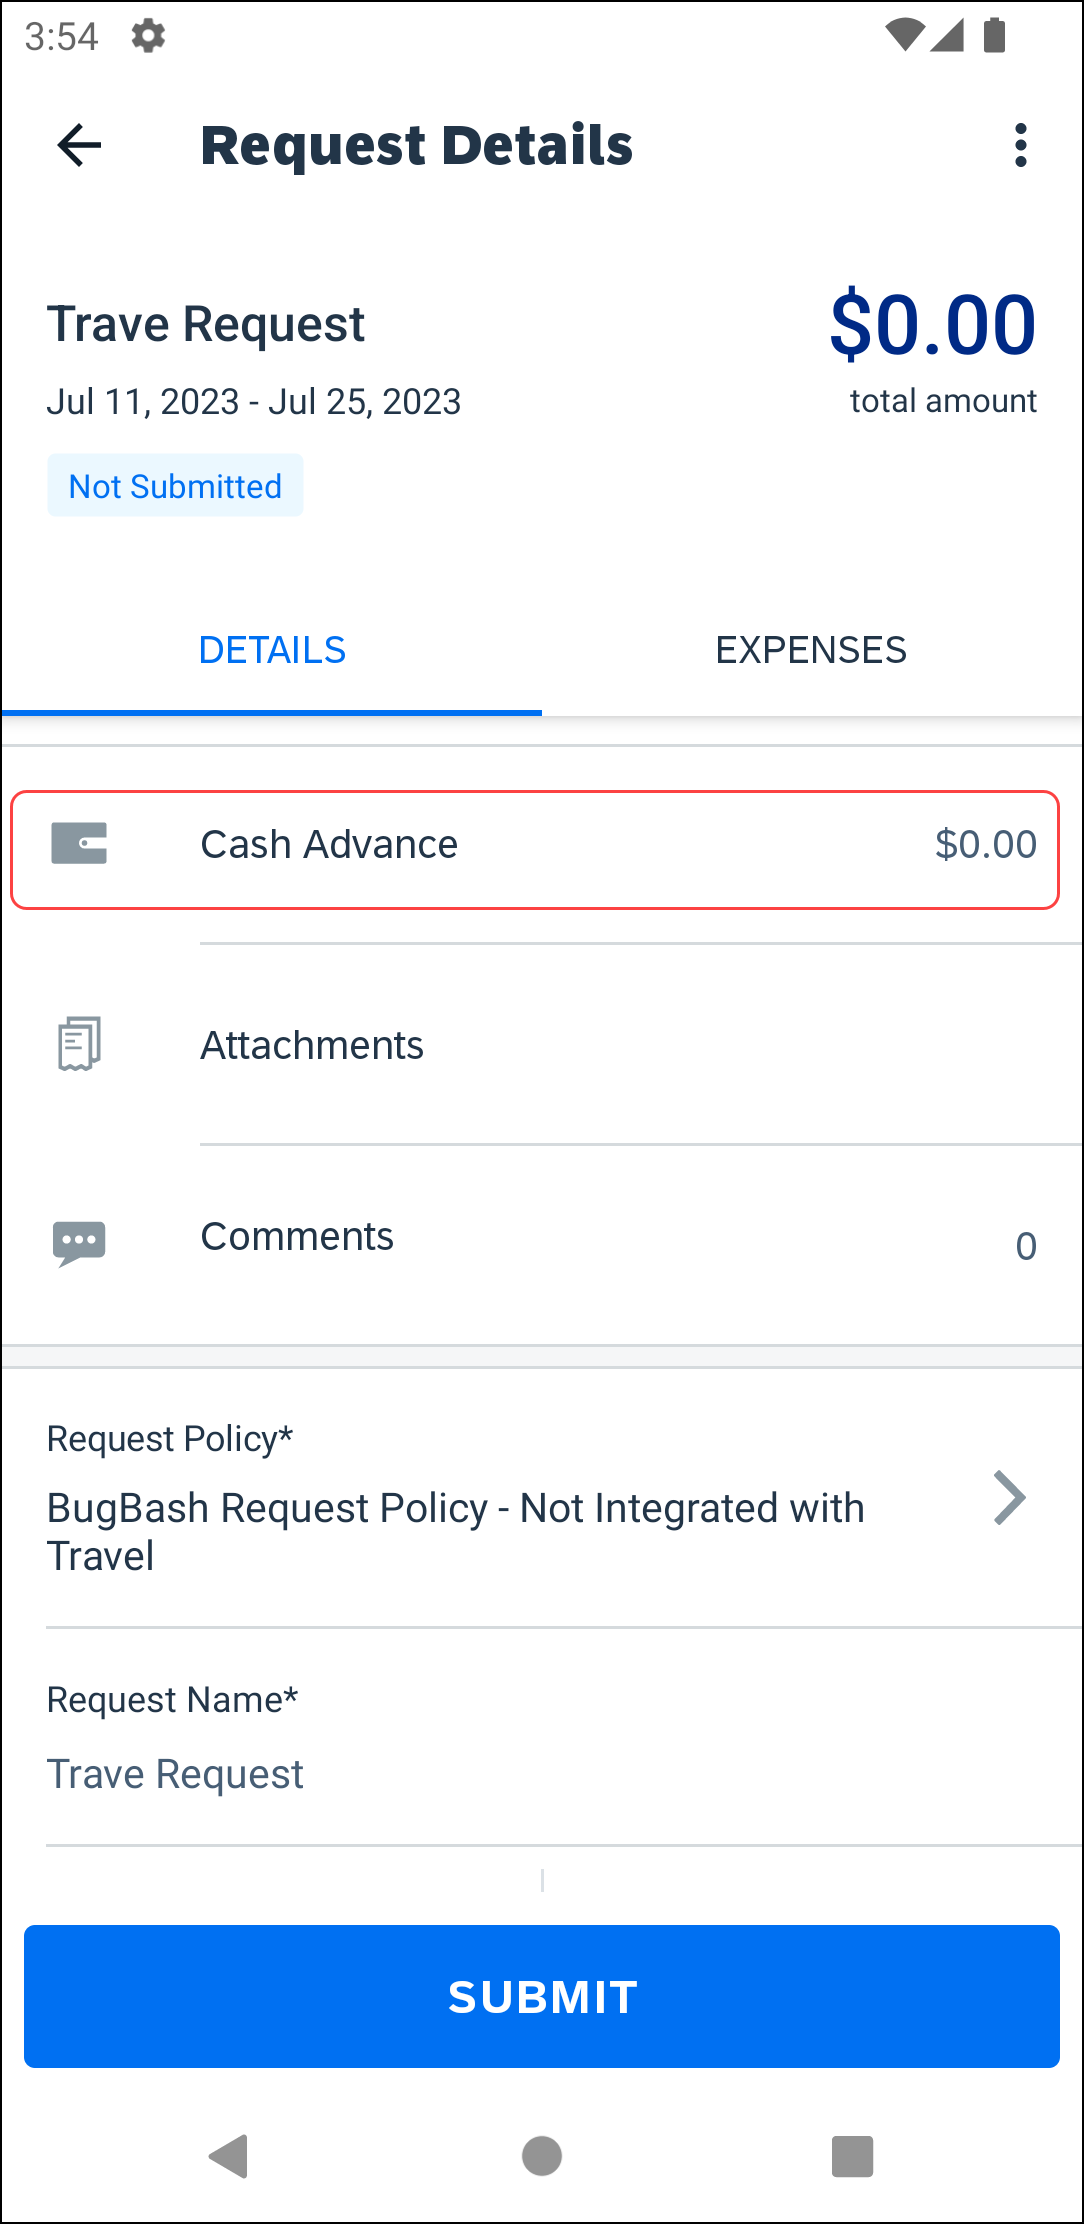 3:54
Request Details
Trave Request
$0.00
Jul 11, 2023 - Jul 25, 2023
total amount
Not Submitted
DETAILS
EXPENSES
Cash Advance
$0.00
Attachments
Comments
0
Request Policy*
BugBash Request Policy - Not Integrated with
Travel
Request Name*
Trave Request
SUBMIT